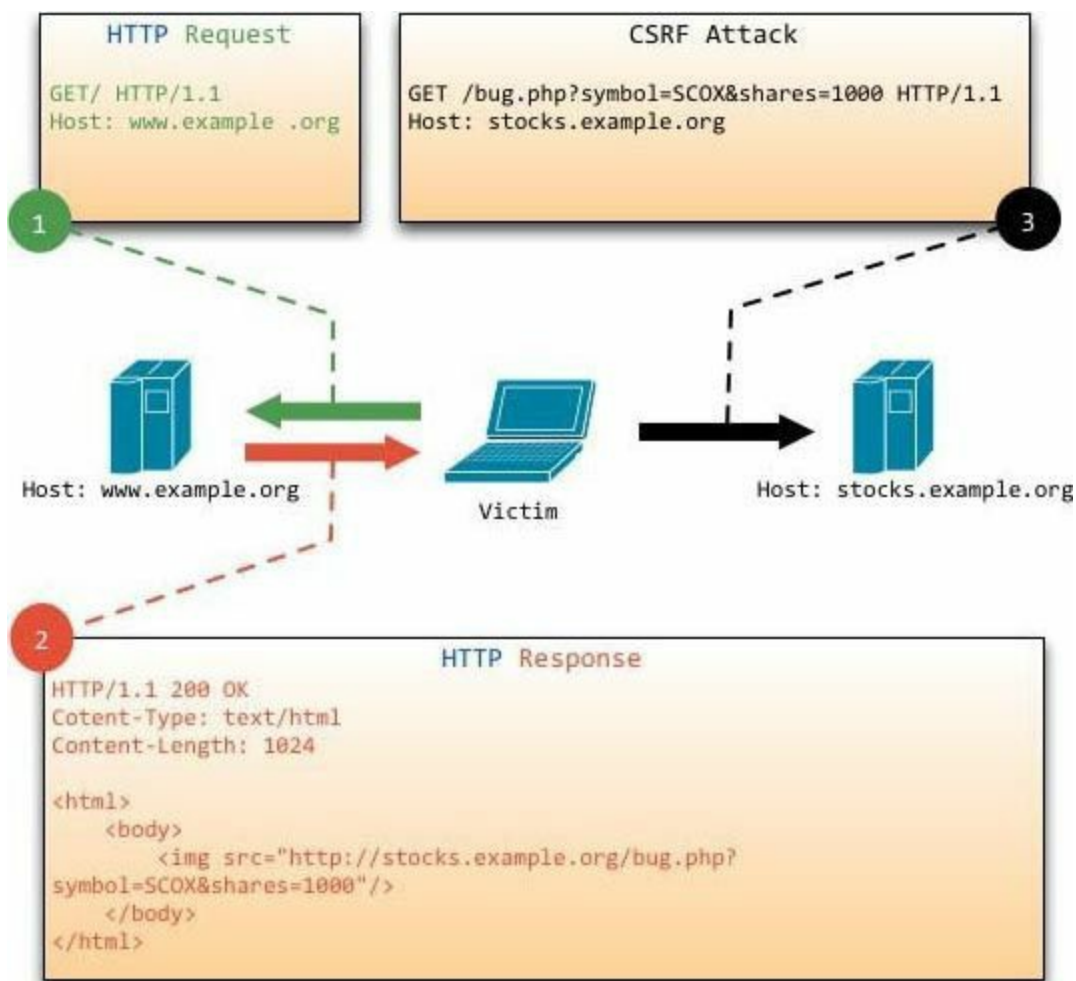 HTTP Request
GET/ HTTP/1.1
Host: www.example .org
CSRF Attack
GET /bug.php?symbol=SCOX&shares=1000 HTTP/1.1
Host: stocks.example.org
1
3
Host: www.example.org
Victim
Host: stocks.example.org
2
HTTP Response
HTTP/1.1 200 OK
Cotent-Type: text/html
Content-Length: 1024
<html>
<body>
<img src="http://stocks.example.org/bug.php?
symbol=SCOX&shares=1000"/>
</body>
</html>